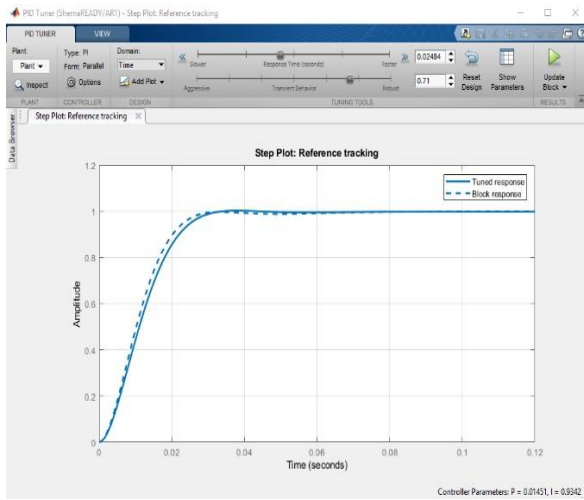 PID Tuner (ShemaREADY/AR1) - Step Plot: Reference tracking
PID TUNER VIEW
Plant: Type: PI Domain:
Plant Form: Parallel Time
Slower Response Time (seconds) Faster 0.02484
Inspect Options Add Plot
Aggressive Transient Behavior Robust 0.71
Reset Design Show Parameters Update Block
PLANT CONTROLLER DESIGN TUNING TOOLS RESULTS
Data Browser
Step Plot: Reference tracking
Step Plot: Reference tracking
Tuned response
Block response
1.2
1
0.8
0.6
0.4
0.2
0
Amplitude
0 0.02 0.04 0.06 0.08 0.1 0.12
Time (seconds)
Controller Parameters: P = 0.01451, I = 0.9342